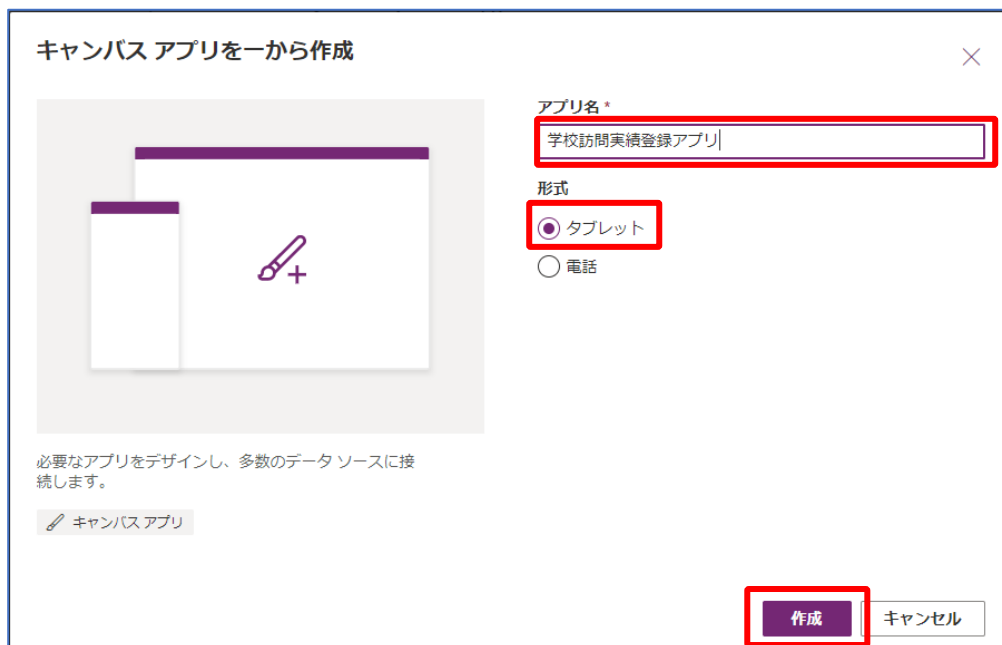 キャンバス アプリを一から作成
アプリ名 *
学校訪問実績登録アプリ
形式
タブレット
電話
必要なアプリをデザインし、多数のデータ ソースに接
続します。
キャンバス アプリ
作成
キャンセル